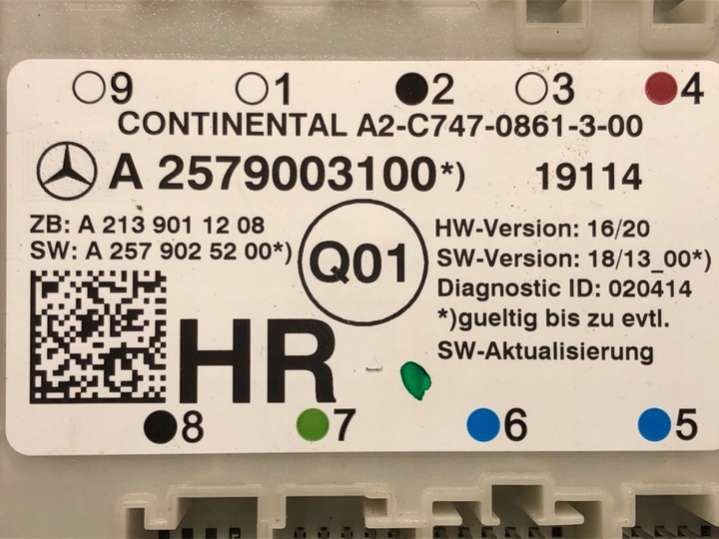 9 1 2 3 4
CONTINENTAL A2-C747-0861-3-00
A 2579003100*) 19114
ZB: A 213 901 12 08
SW: A 257 902 52 00*)
Q01
HW-Version: 16/20
SW-Version: 18/13_00*)
Diagnostic ID: 020414
*)gueltig bis zu evtl.
SW-Aktualisierung
HR
8 7 6 5